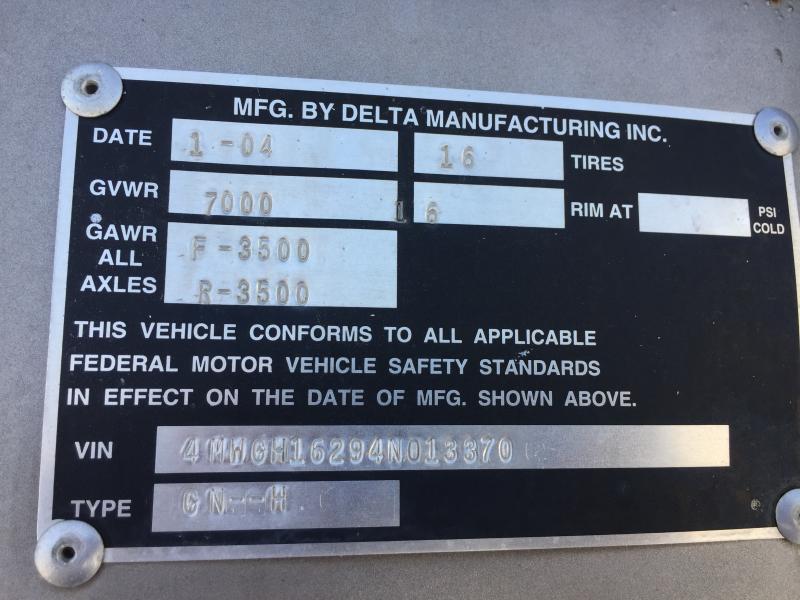 MFG. BY DELTA MANUFACTURING INC.
DATE 1-04 16 TIRES
GVWR 7000 16 RIM AT PSI COLD
GAWR ALL AXLES F-3500
R-3500
THIS VEHICLE CONFORMS TO ALL APPLICABLE
FEDERAL MOTOR VEHICLE SAFETY STANDARDS
IN EFFECT ON THE DATE OF MFG. SHOWN ABOVE.
VIN 4MWGH16294N013370
TYPE GN--H